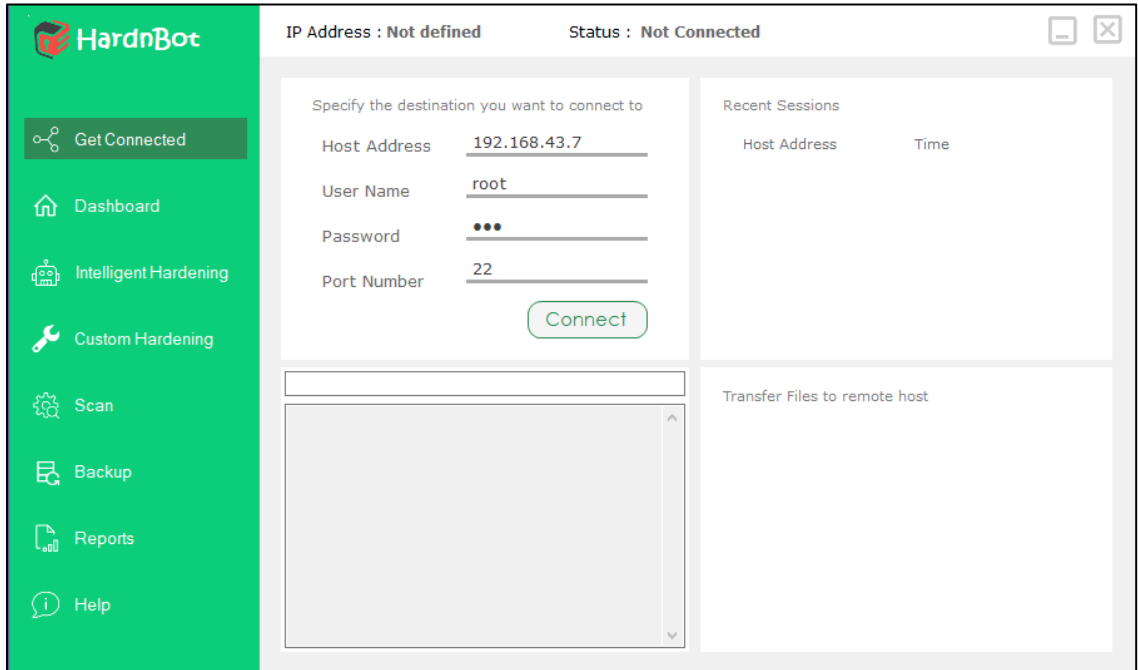 HardnBot
IP Address : Not defined
Status : Not Connected
Get Connected
Dashboard
Intelligent Hardening
Custom Hardening
Scan
Backup
Reports
Help
Specify the destination you want to connect to
Host Address 192.168.43.7
User Name root
Password ●●●
Port Number 22
Connect
Recent Sessions
Host Address Time
Transfer Files to remote host